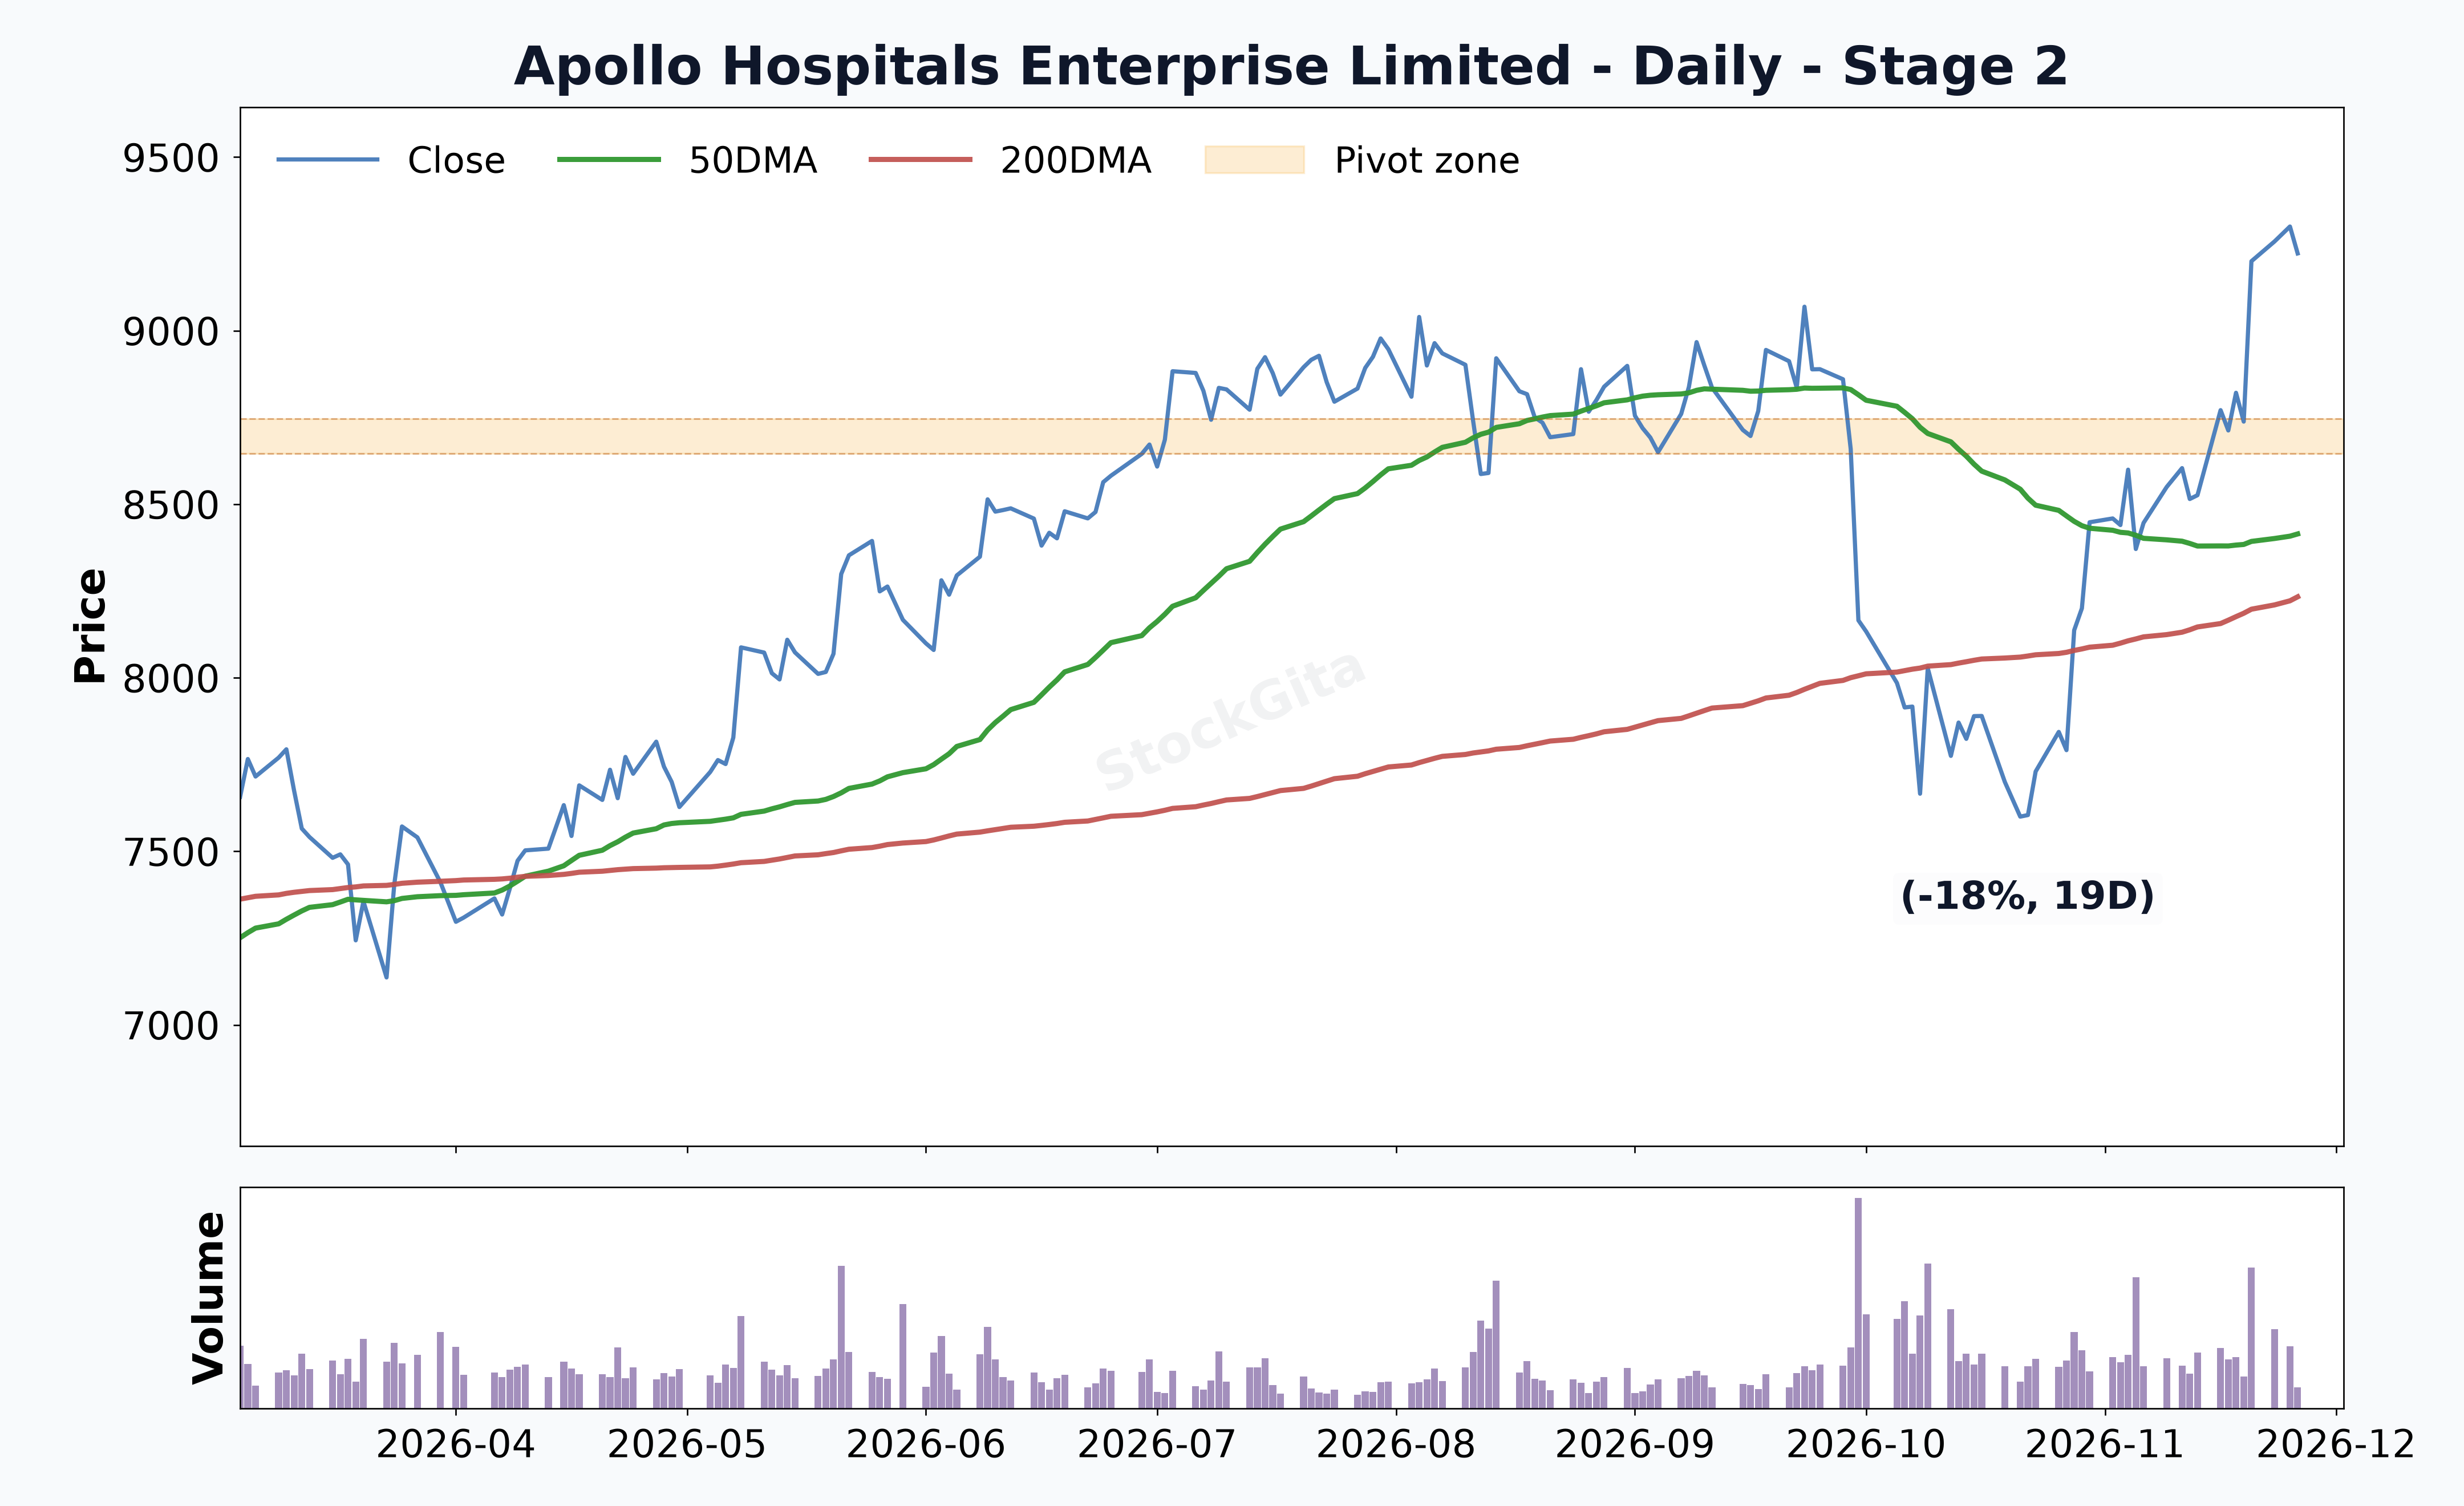 Apollo Hospitals Enterprise Limited - Daily - Stage 2
Close 50DMA 200DMA Pivot zone
9500
9000
8500
8000
7500
7000
Price
StockGita
(-18%, 19D)
Volume
2026-04 2026-05 2026-06 2026-07 2026-08 2026-09 2026-10 2026-11 2026-12